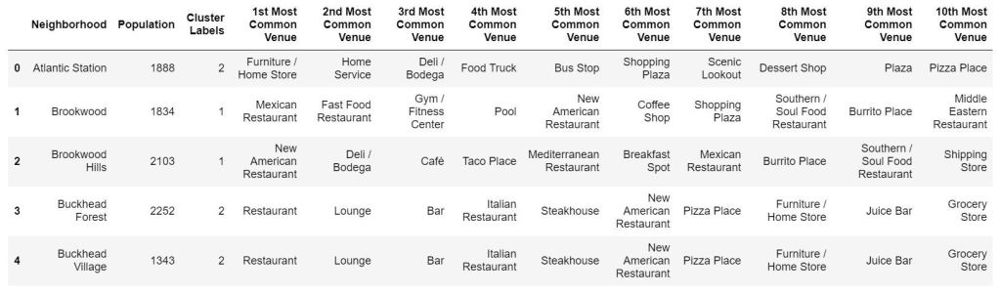 Neighborhood Population Cluster Labels 1st Most Common Venue 2nd Most Common Venue 3rd Most Common Venue 4th Most Common Venue 5th Most Common Venue 6th Most Common Venue 7th Most Common Venue 8th Most Common Venue 9th Most Common Venue 10th Most Common Venue
0 Atlantic Station 1888 2 Furniture / Home Store Home Service Deli / Bodega Food Truck Bus Stop Shopping Plaza Scenic Lookout Dessert Shop Plaza Pizza Place
1 Brookwood 1834 1 Mexican Restaurant Fast Food Restaurant Gym / Fitness Center Pool New American Restaurant Coffee Shop Shopping Plaza Southern / Soul Food Restaurant Burrito Place Middle Eastern Restaurant
2 Brookwood Hills 2103 1 New American Restaurant Deli / Bodega Café Taco Place Mediterranean Restaurant Breakfast Spot Mexican Restaurant Burrito Place Southern / Soul Food Restaurant Shipping Store
3 Buckhead Forest 2252 2 Restaurant Lounge Bar Italian Restaurant Steakhouse New American Restaurant Pizza Place Furniture / Home Store Juice Bar Grocery Store
4 Buckhead Village 1343 2 Restaurant Lounge Bar Italian Restaurant Steakhouse New American Restaurant Pizza Place Furniture / Home Store Juice Bar Grocery Store